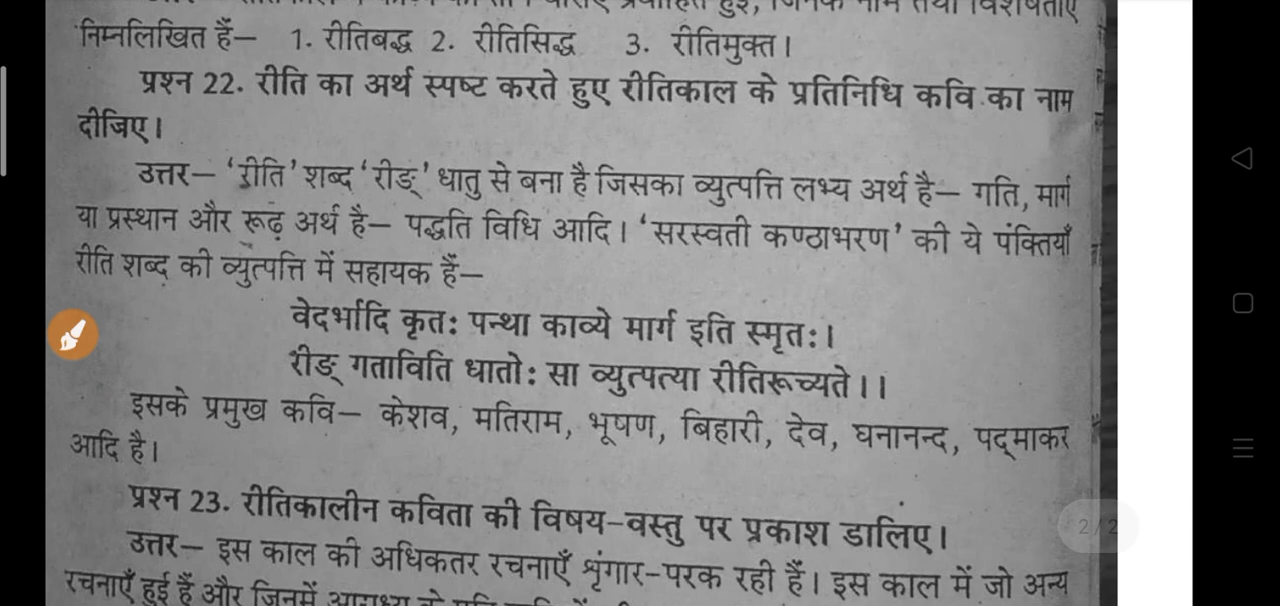 निम्नलिखित हैं— 1. रीतिबद्ध 2. रीतिसिद्ध 3. रीतिमुक्त।
प्रश्न 22. रीति का अर्थ स्पष्ट करते हुए रीतिकाल के प्रतिनिधि कवि का नाम
दीजिए।
उत्तर— ‘रीति’ शब्द ‘रीङ्’ धातु से बना है जिसका व्युत्पत्ति लभ्य अर्थ है— गति, मार्ग
या प्रस्थान और रूढ़ अर्थ है— पद्धति विधि आदि। ‘सरस्वती कण्ठाभरण’ की ये पंक्तियाँ
रीति शब्द की व्युत्पत्ति में सहायक हैं—
वेदर्भादि कृतः पन्था काव्ये मार्ग इति स्मृतः।
रीङ् गताविति धातोः सा व्युत्पत्या रीतिरूच्यते।।
इसके प्रमुख कवि— केशव, मतिराम, भूषण, बिहारी, देव, घनानन्द, पद्माकर
आदि है।
प्रश्न 23. रीतिकालीन कविता की विषय-वस्तु पर प्रकाश डालिए।
2/2
उत्तर— इस काल की अधिकतर रचनाएँ श्रृंगार-परक रही हैं। इस काल में जो अन्य
रचनाएँ हुई हैं और जिनमें